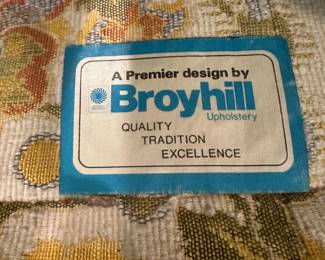 A Premier design by
Broyhill
Upholstery
QUALITY
TRADITION
EXCELLENCE